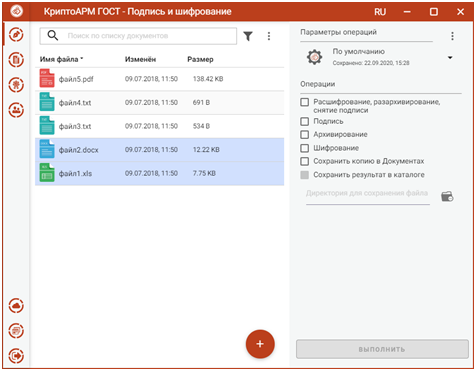 КриптоАРМ ГОСТ - Подпись и шифрование
RU
Поиск по списку документов
Имя файла
Изменён
Размер
файл5.pdf 09.07.2018, 11:50 138.42 KB
файл4.txt 09.07.2018, 11:50 691 B
файл3.txt 09.07.2018, 11:50 534 B
файл2.docx 09.07.2018, 11:50 12.22 KB
файл1.xls 09.07.2018, 11:50 7.75 KB
Параметры операций
По умолчанию
Сохранено: 22.09.2020, 15:28
Операции
Расшифрование, разархивирование,
снятие подписи
Подпись
Архивирование
Шифрование
Сохранить копию в Документах
Сохранить результат в каталоге
Директория для сохранение файла
ВЫПОЛНИТЬ